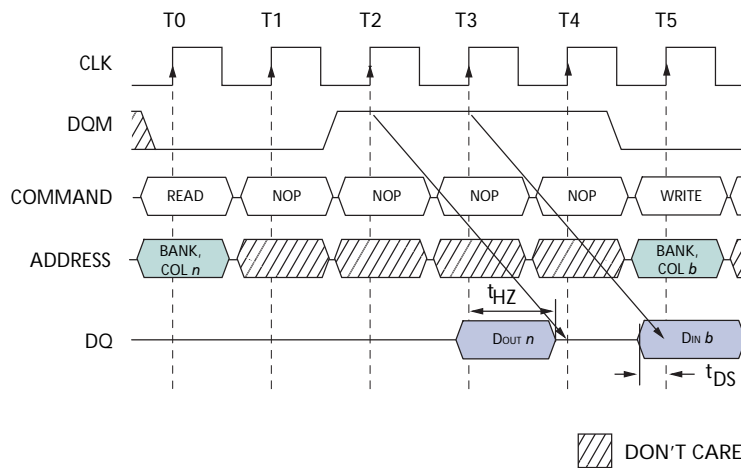 T0 T1 T2 T3 T4 T5
CLK
DQM
COMMAND READ NOP NOP NOP NOP WRITE
ADDRESS BANK, COL n BANK, COL b
tHZ
DQ DOUT n DIN b
tDS
DON'T CARE